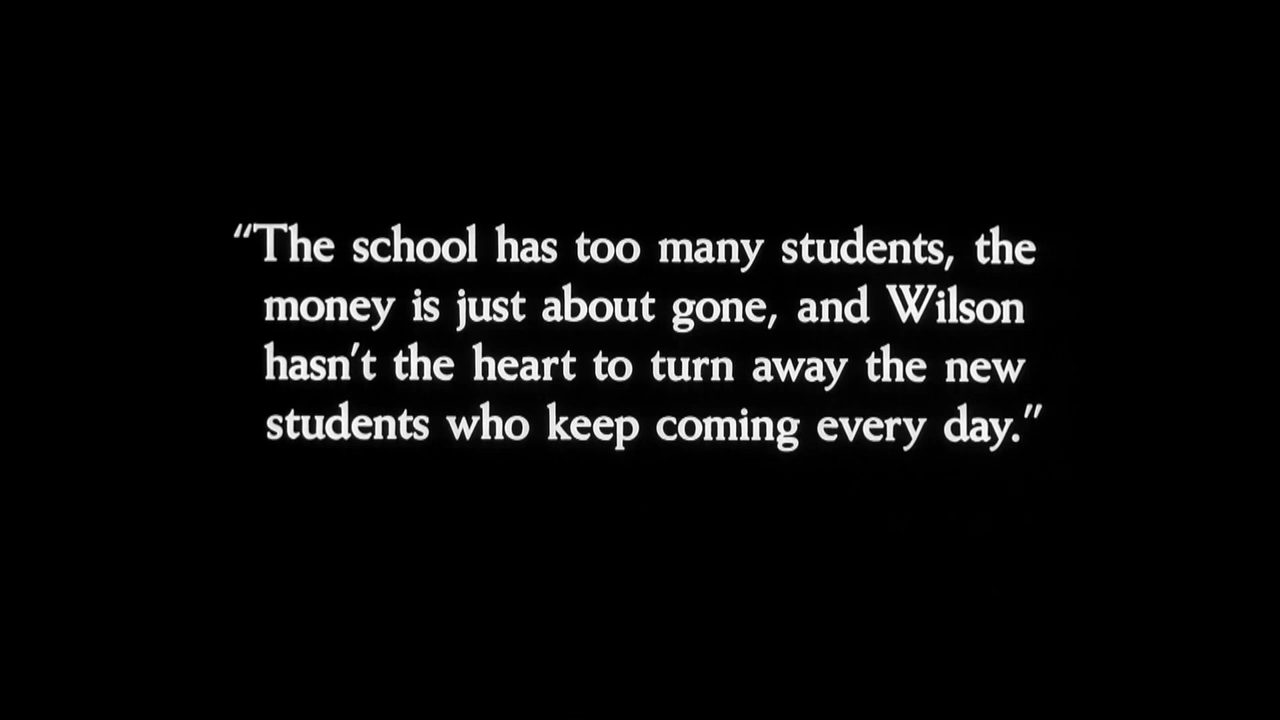 “The school has too many students, the
money is just about gone, and Wilson
hasn't the heart to turn away the new
students who keep coming every day.”